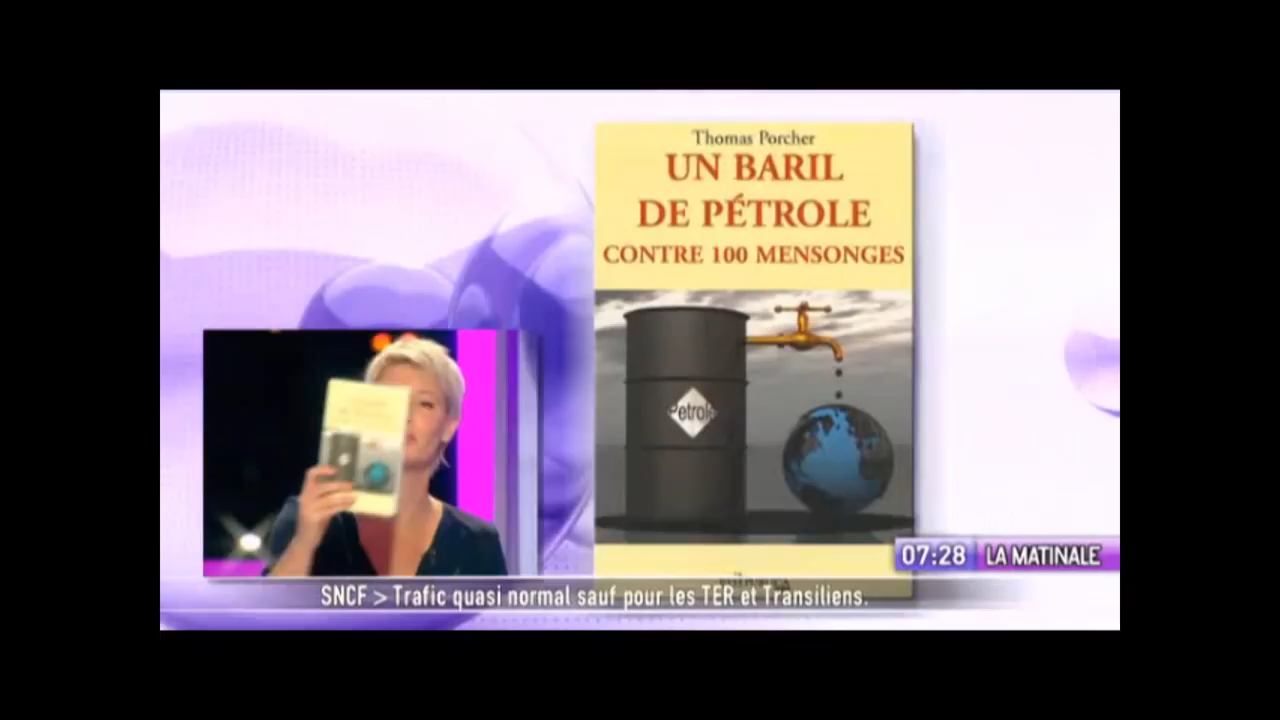 Thomas Porcher
UN BARIL
DE PÉTROLE
CONTRE 100 MENSONGES
Petrole
07:28 LA MATINALE
SNCF > Trafic quasi normal sauf pour les TER et Transiliens.